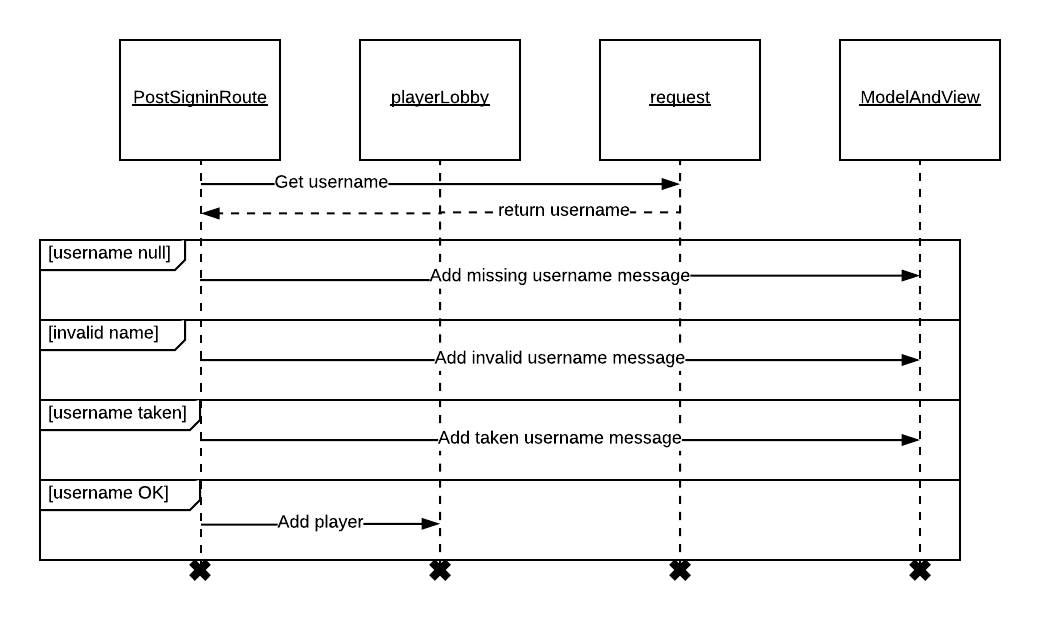 PostSigninRoute
playerLobby
request
ModelAndView
Get username
return username
[username null]
Add missing username message
[invalid name]
Add invalid username message
[username taken]
Add taken username message
[username OK]
Add player